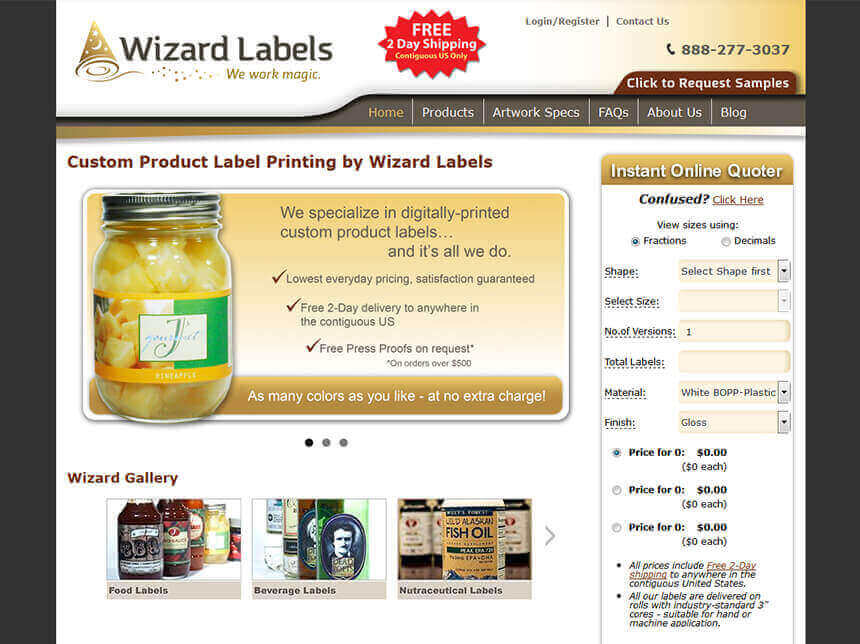 Wizard Labels
We work magic.
FREE
2 Day Shipping
Contiguous US Only
Login/Register | Contact Us
888-277-3037
Click to Request Samples
Home
Products
Artwork Specs
FAQs
About Us
Blog
Custom Product Label Printing by Wizard Labels
We specialize in digitally-printed
custom product labels…
and it's all we do.
Lowest everyday pricing, satisfaction guaranteed
Free 2-Day delivery to anywhere in
the contiguous US
Free Press Proofs on request*
*On orders over $500
As many colors as you like - at no extra charge!
J's
gourmet
PINEAPPLE
Wizard Gallery
FISH OIL
Food Labels
Beverage Labels
Nutraceutical Labels
Instant Online Quoter
Confused? Click Here
View sizes using:
Fractions
Decimals
Shape: Select Shape first
Select Size:
No.of Versions: 1
Total Labels:
Material: White BOPP-Plastic
Finish: Gloss
Price for 0: $0.00
($0 each)
Price for 0: $0.00
($0 each)
Price for 0: $0.00
($0 each)
All prices include Free 2-Day
shipping to anywhere in the
contiguous United States.
All our labels are delivered on
rolls with industry-standard 3"
cores - suitable for hand or
machine application.